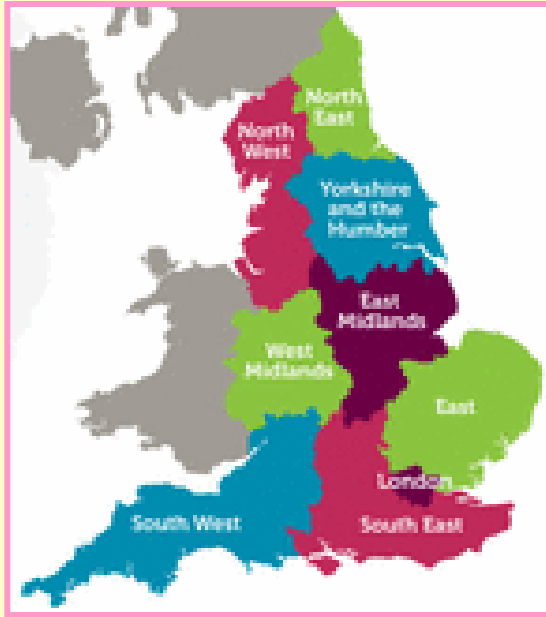 North
East
North
West
Yorkshire
and the
Humber
East
Midlands
West
Midlands
East
London
South West
South East